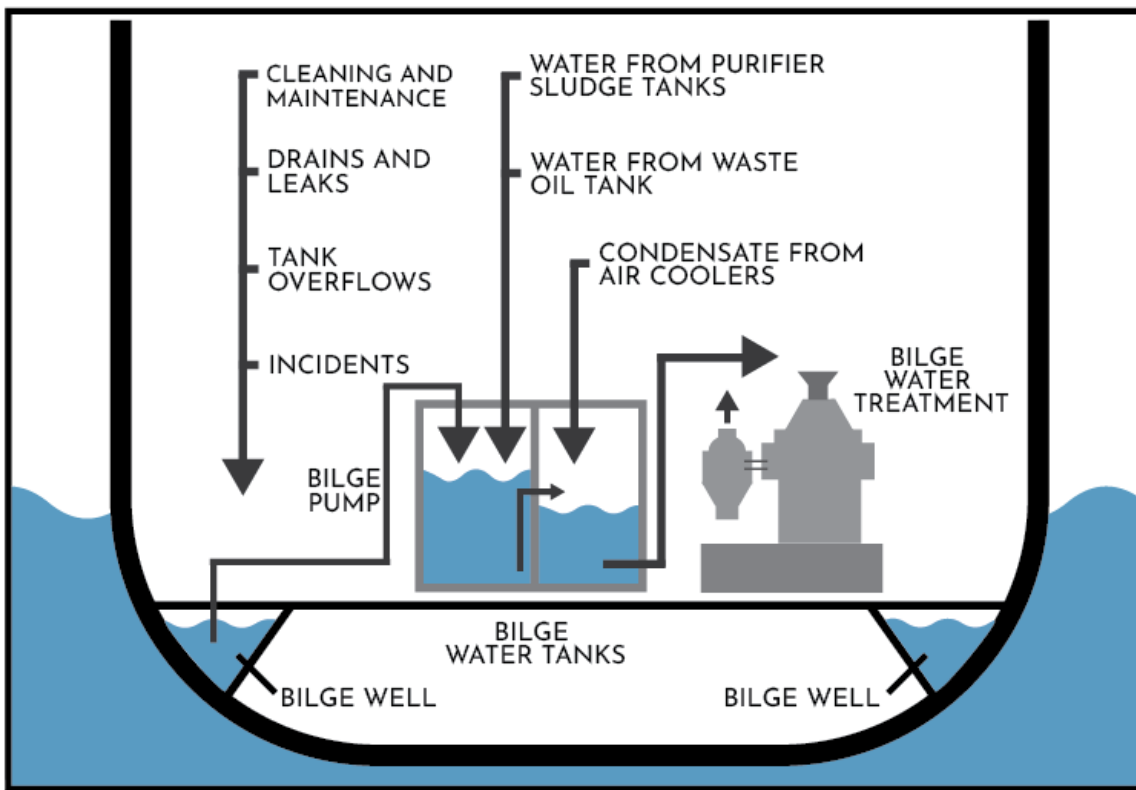 CLEANING AND
MAINTENANCE
DRAINS AND
LEAKS
TANK
OVERFLOWS
INCIDENTS
WATER FROM PURIFIER
SLUDGE TANKS
WATER FROM WASTE
OIL TANK
CONDENSATE FROM
AIR COOLERS
BILGE
WATER
TREATMENT
BILGE
PUMP
BILGE
WATER TANKS
BILGE WELL
BILGE WELL